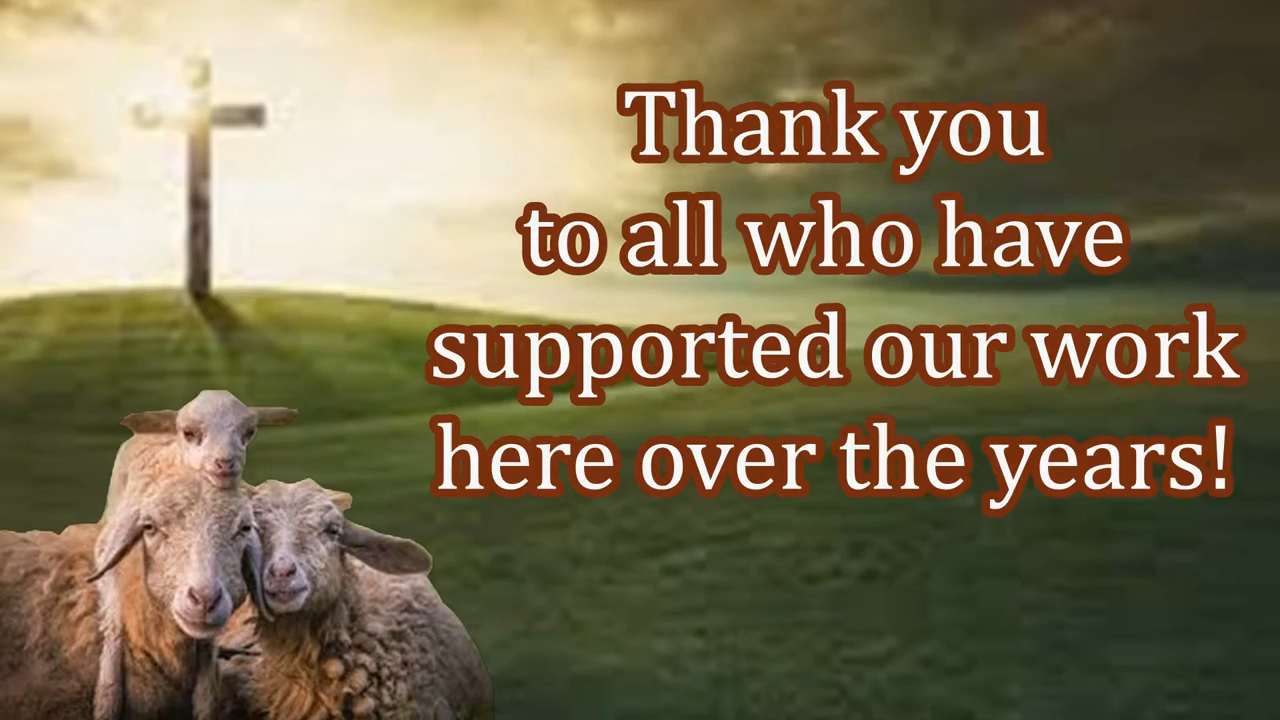 Thank you
to all who have
supported our work
here over the years!